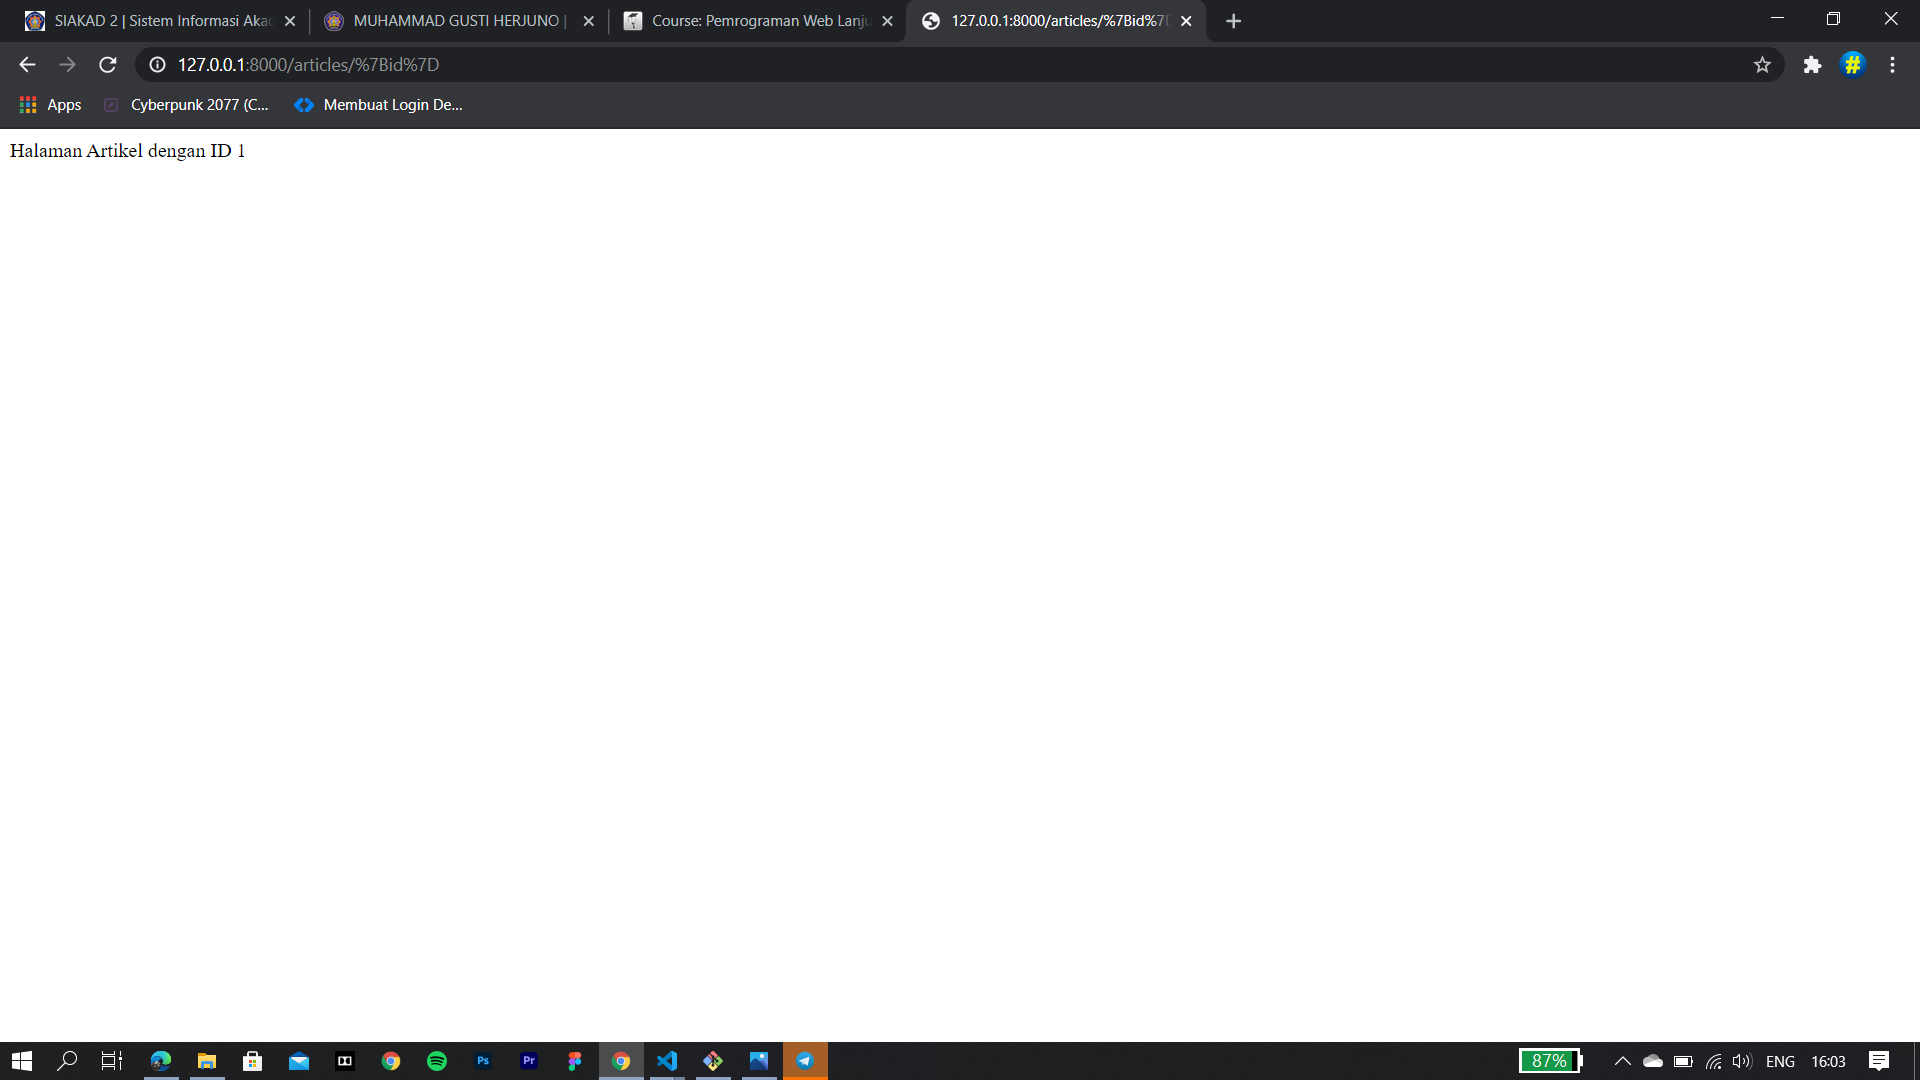 SIAKAD 2 | Sistem Informasi Akad
MUHAMMAD GUSTI HERJUNO |
Course: Pemrograman Web Lanju
127.0.0.1:8000/articles/%7Bid%7D
127.0.0.1:8000/articles/%7Bid%7D
Apps
Cyberpunk 2077 (C...
Membuat Login De...
Halaman Artikel dengan ID 1
Ps
Pr
87%
ENG
16:03